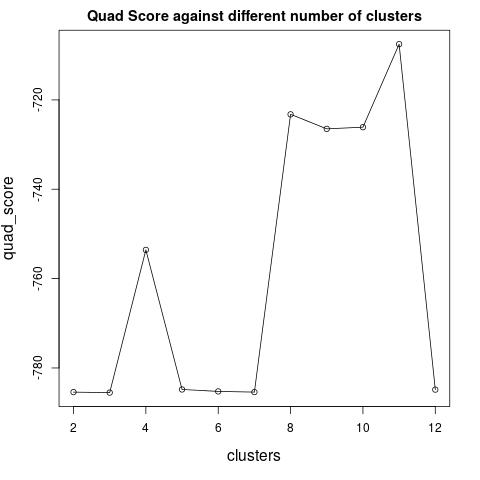 Quad Score against different number of clusters
quad_score
-720
-740
-760
-780
2 4 6 8 10 12
clusters